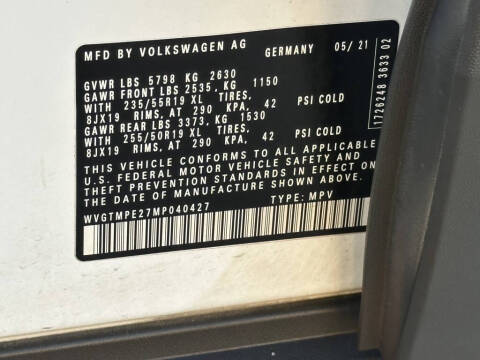 MFD BY VOLKSWAGEN AG GERMANY 05/21
GVWR LBS 5798 KG 2630
GAWR FRONT LBS 2535, KG 1150
WITH 235/55R19 XL TIRES,
8JX19 RIMS, AT 290 KPA, 42 PSI COLD
GAWR REAR LBS 3373, KG 1530
WITH 255/50R19 XL TIRES,
8JX19 RIMS, AT 290 KPA, 42 PSI COLD
THIS VEHICLE CONFORMS TO ALL APPLICABLE
U.S. FEDERAL MOTOR VEHICLE SAFETY AND
THEFT PREVENTION STANDARDS IN EFFECT ON
THE DATE OF MANUFACTURE SHOWN ABOVE.
WVGTMPE27MP040427 TYPE: MPV
1726248 3633 02